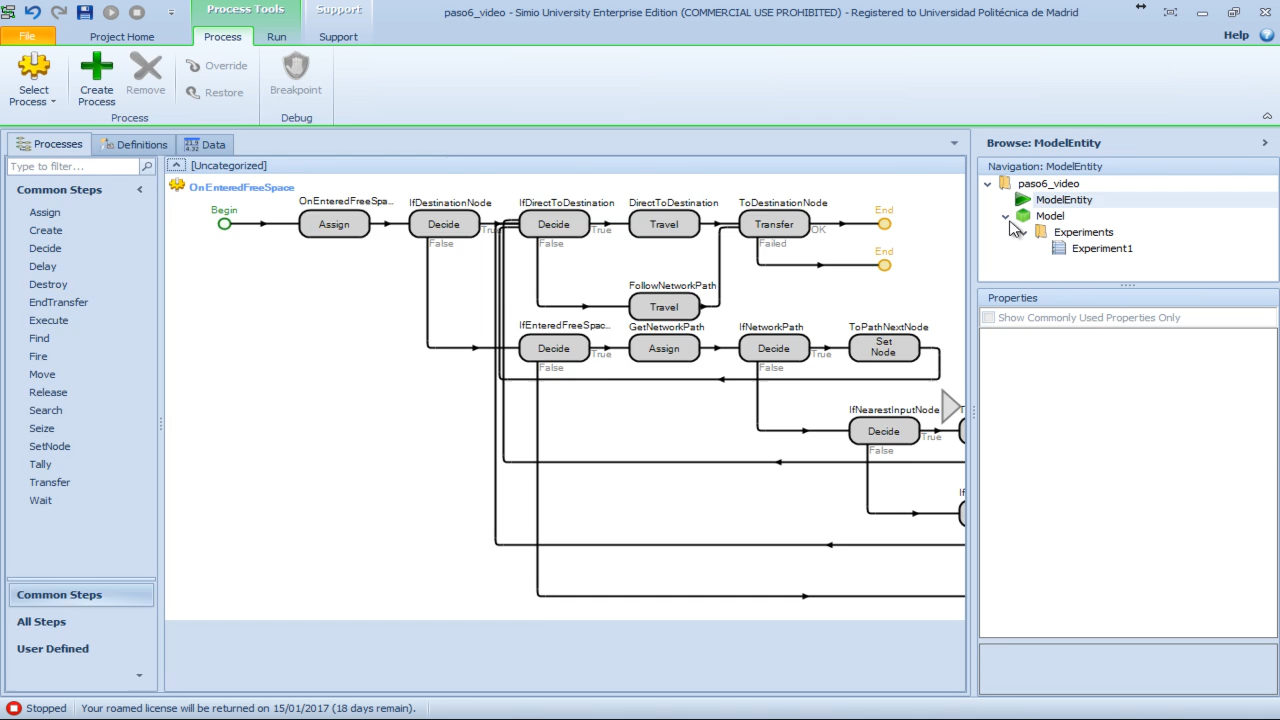 Process Tools
Support
paso6_video - Simio University Enterprise Edition (COMMERCIAL USE PROHIBITED) - Registered to Universidad Politécnica de Madrid
File
Project Home
Process
Run
Support
Help
Select Process
Create Process
Remove
Override
Restore
Breakpoint
Process
Debug
Processes
Definitions
Data
Type to filter...
Common Steps
Assign
Create
Decide
Delay
Destroy
EndTransfer
Execute
Find
Fire
Move
Release
Search
Seize
SetNode
Tally
Transfer
Wait
Common Steps
All Steps
User Defined
[Uncategorized]
OnEnteredFreeSpace
Begin
OnEnteredFreeSpa...
Assign
IfDestinationNode
Decide
True
False
IfDirectToDestination
Decide
True
False
DirectToDestination
Travel
ToDestinationNode
Transfer
OK
Failed
End
End
FollowNetworkPath
Travel
IfEnteredFreeSpac...
Decide
True
False
GetNetworkPath
Assign
IfNetworkPath
Decide
True
False
ToPathNextNode
Set Node
IfNearestInputNode
Decide
True
False
Browse: ModelEntity
Navigation: ModelEntity
paso6_video
ModelEntity
Model
Experiments
Experiment1
Properties
Show Commonly Used Properties Only
Stopped
Your roamed license will be returned on 15/01/2017 (18 days remain).